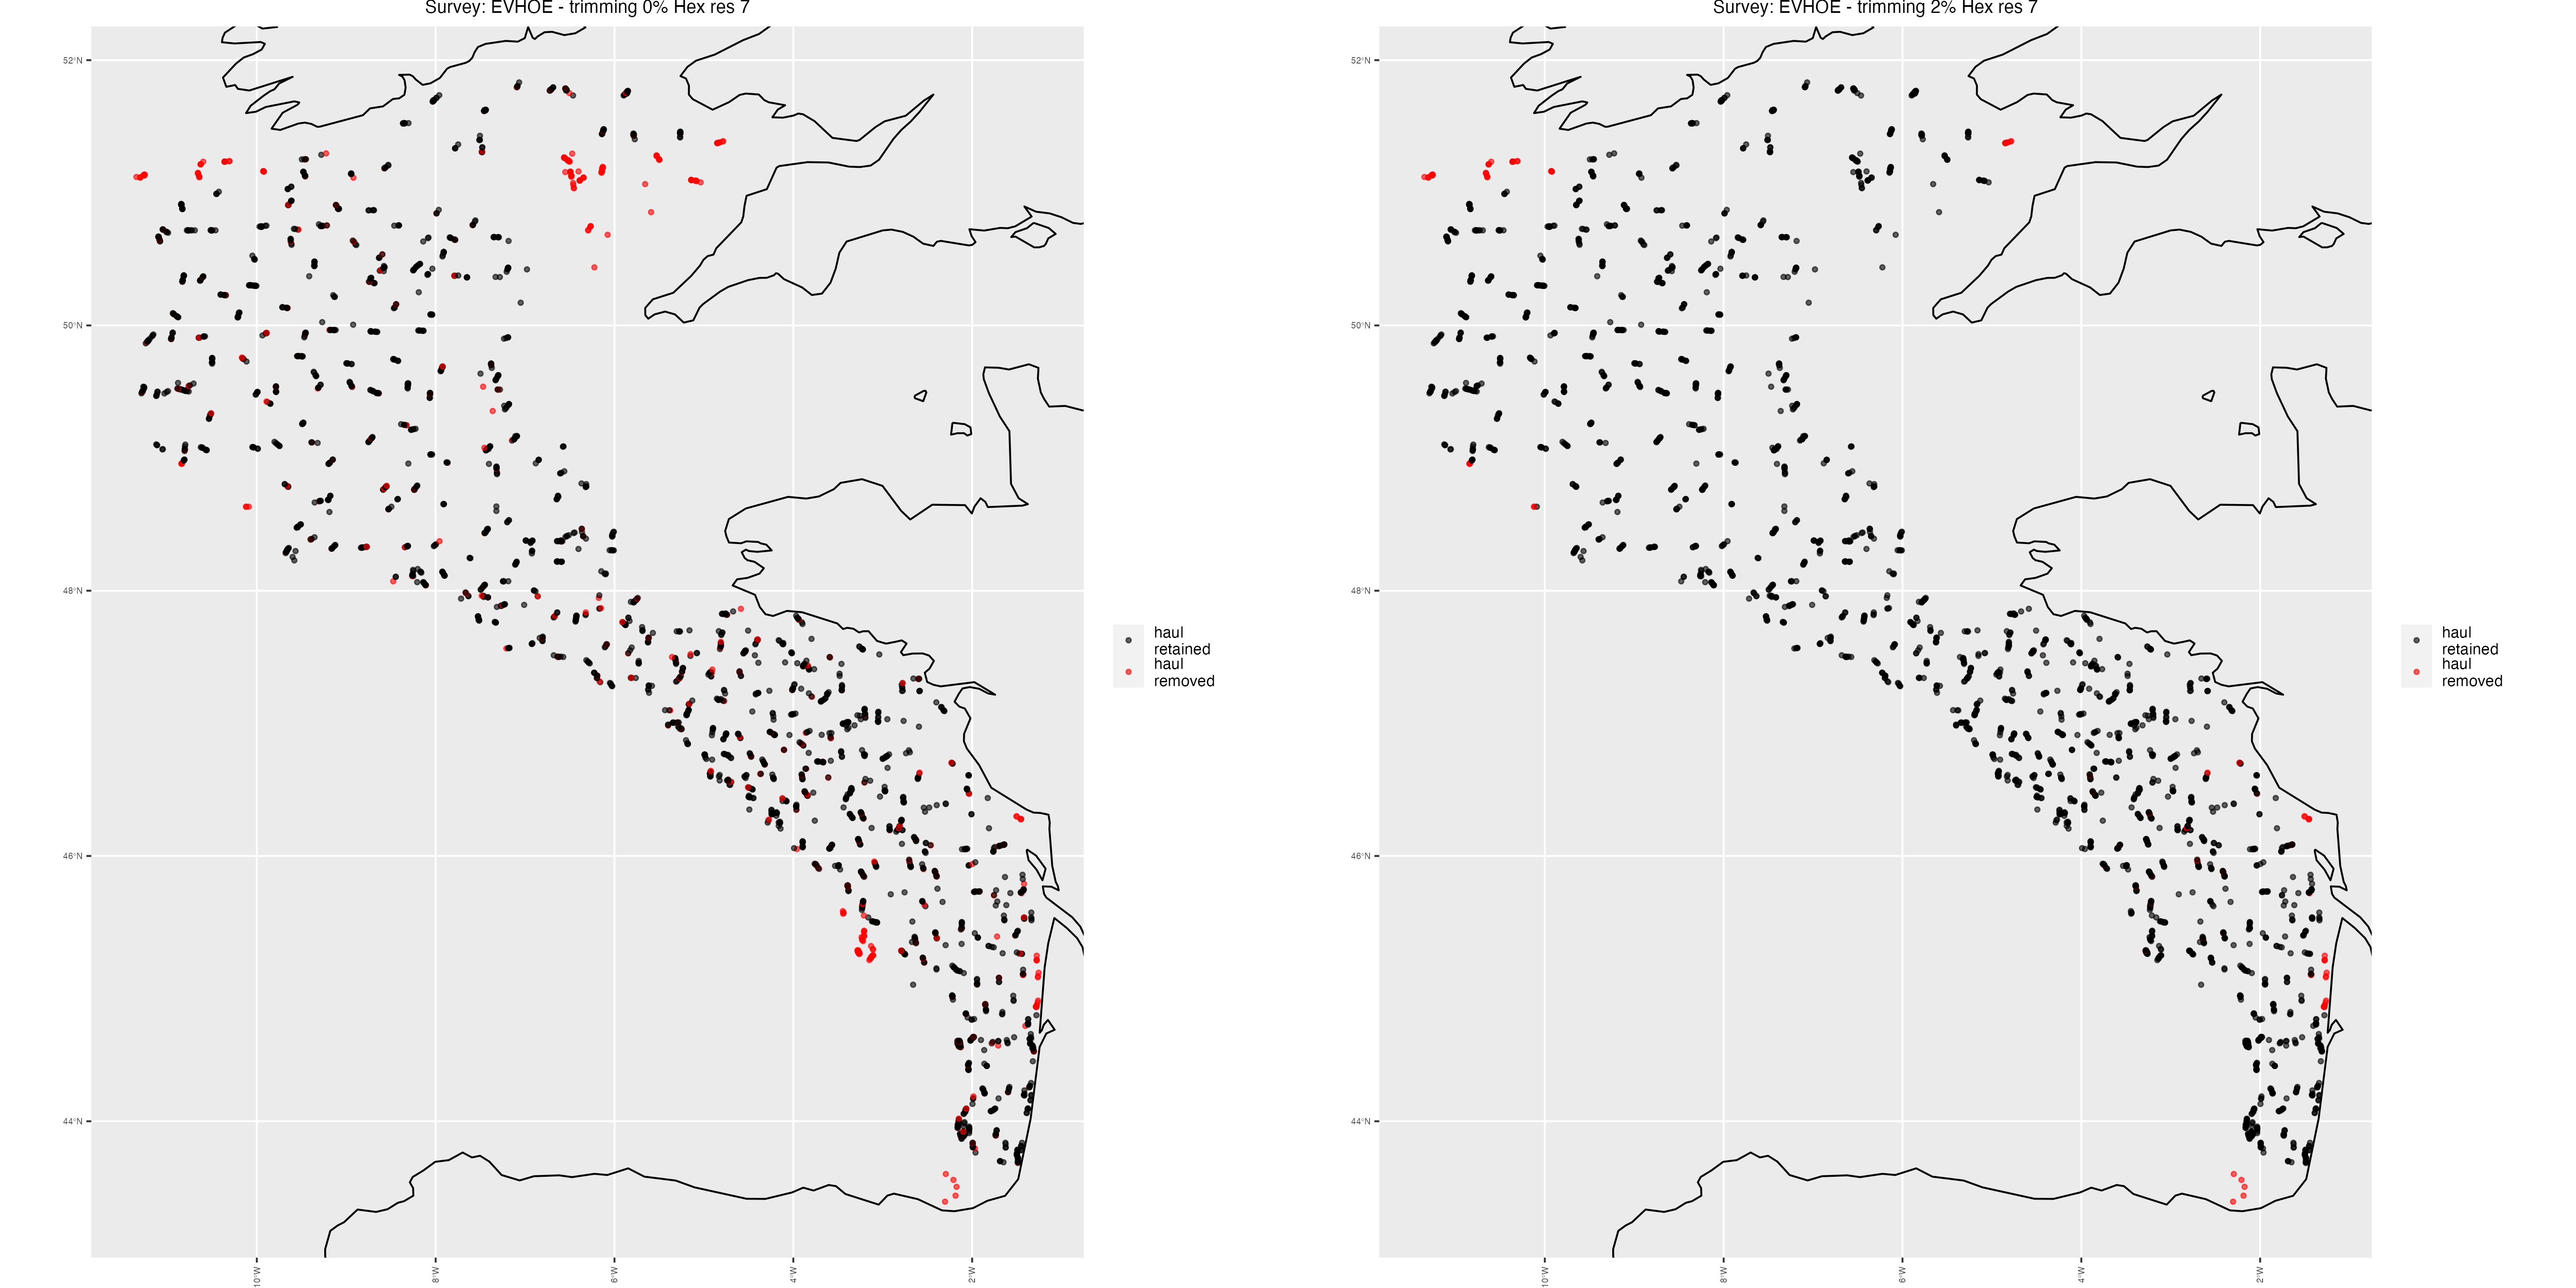 Survey: EVHOE - trimming 0% Hex res 7
52°N
50°N
48°N
46°N
44°N
10°W
8°W
6°W
4°W
2°W
haul
retained
haul
removed
Survey: EVHOE - trimming 2% Hex res 7
52°N
50°N
48°N
46°N
44°N
10°W
8°W
6°W
4°W
2°W
haul
retained
haul
removed